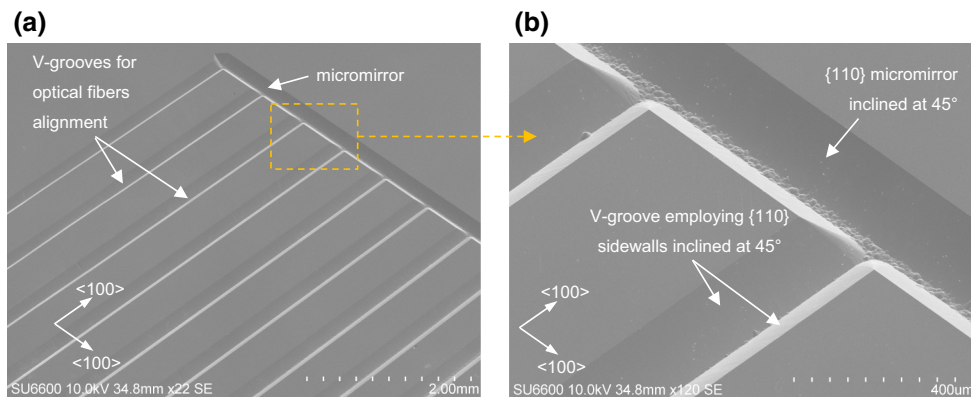 (a)
V-grooves for
optical fibers
alignment
micromirror
<100>
<100>
SU6600 10.0kV 34.8mm x22 SE
2.00mm
(b)
{110} micromirror
inclined at 45°
V-groove employing {110}
sidewalls inclined at 45°
<100>
<100>
SU6600 10.0kV 34.8mm x120 SE
400um